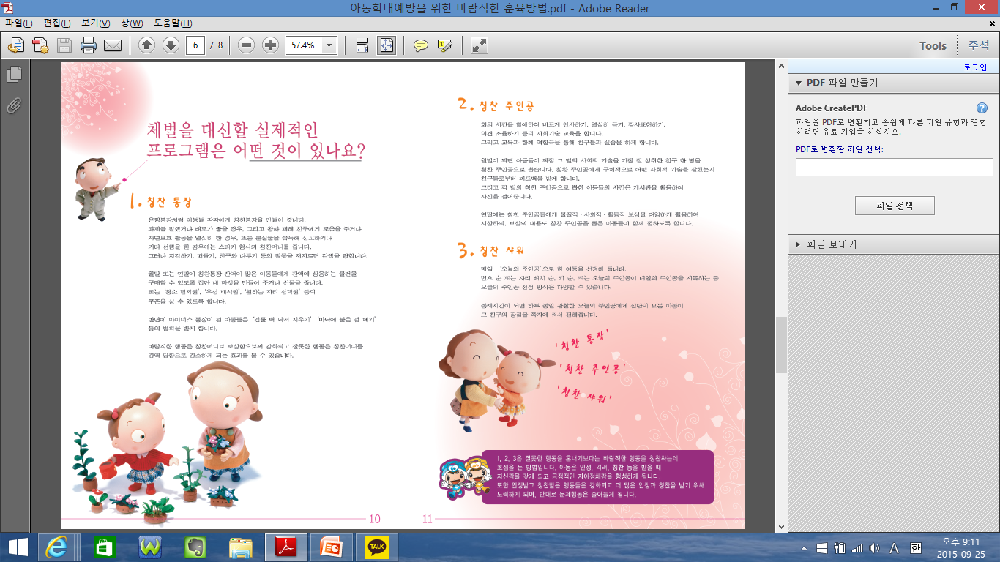 아동학대예방을 위한 바람직한 훈육방법.pdf - Adobe Reader
파일(F) 편집(E) 보기(V) 창(W) 도움말(H)
6 / 8 57.4% Tools 주석
체벌을 대신할 실제적인
프로그램은 어떤 것이 있나요?
1. 칭찬 통장
은행통장처럼 아동들 각각에게 칭찬통장을 만들어 줍니다.
과제를 잘했거나 태도가 좋을 경우, 그리고 왕따 피해 친구에게 도움을 주거나
자연보호 활동을 열심히 한 경우, 또는 분실물을 습득해 신고하거나
기타 선행을 한 경우에는 스티커 형식의 칭찬머니를 줍니다.
그러나 지각하기, 떠들기, 친구와 다투기 등의 잘못을 저지르면 감액을 당합니다.
월말 또는 연말에 칭찬통장 잔액이 많은 아동들에게 잔액에 상응하는 물건을
구매할 수 있도록 집단 내 마켓을 만들어 주거나 선물을 줍니다.
또는 '청소 면제권', '우선 배식권', '원하는 자리 선택권' 등의
쿠폰을 살 수 있도록 합니다.
반면에 마이너스 통장이 된 아동들은 '건물 벽 낙서 지우기', '바닥에 붙은 껌 떼기'
등의 벌칙을 받게 합니다.
바람직한 행동은 칭찬머니로 보상함으로써 강화되고 잘못한 행동은 칭찬머니를
감액 당함으로 감소하게 되는 효과를 볼 수 있습니다.
10
2. 칭찬 주인공
회의 시간을 할애하여 바르게 인사하기, 열심히 듣기, 감사표현하기,
의견 조율하기 등의 사회기술 교육을 합니다.
그리고 교육과 함께 역할극을 통해 친구들과 실습을 하게 합니다.
월말이 되면 아동들이 직접 그 달의 사회적 기술을 가장 잘 섭취한 친구 한 명을
칭찬 주인공으로 뽑습니다. 칭찬 주인공에게 구체적으로 어떤 사회적 기술을 잘했는지
친구들로부터 피드백을 받게 합니다.
그리고 각 달의 칭찬 주인공으로 뽑힌 아동들의 사진은 게시판을 활용하여
사진을 걸어줍니다.
연말에는 칭찬 주인공들에게 물질적·사회적·활동적 보상을 다양하게 활용하여
시상하되, 보상의 내용도 칭찬 주인공을 뽑은 아동들이 함께 정하도록 합니다.
3. 칭찬 샤워
매일 '오늘의 주인공'으로 한 아동을 선정해 둡니다.
번호 순 또는 자리 배치 순, 키 순, 또는 오늘의 주인공이 내일의 주인공을 지목하는 등
오늘의 주인공 선정 방식은 다양할 수 있습니다.
종례시간이 되면 하루 종일 관찰한 오늘의 주인공에게 집단의 모든 아동이
그 친구의 장점을 쪽지에 써서 전해줍니다.
'칭찬 통장'
'칭찬 주인공'
'칭찬 샤워'
1, 2, 3은 잘못한 행동을 혼내기보다는 바람직한 행동을 칭찬하는데
초점을 둔 방법입니다. 아동은 인정, 격려, 칭찬 등을 받을 때
자신감을 갖게 되고 긍정적인 자아정체감을 형성하게 됩니다.
또한 인정받고 칭찬받은 행동들은 강화되고 더 많은 인정과 칭찬을 받기 위해
노력하게 되며, 반대로 문제행동은 줄어들게 됩니다.
11
로그인
PDF 파일 만들기
Adobe CreatePDF
파일을 PDF로 변환하고 손쉽게 다른 파일 유형과 결합
하려면 유료 가입을 하십시오.
PDF로 변환할 파일 선택:
파일 선택
파일 보내기
TALK
A 한
오후 9:11
2015-09-25